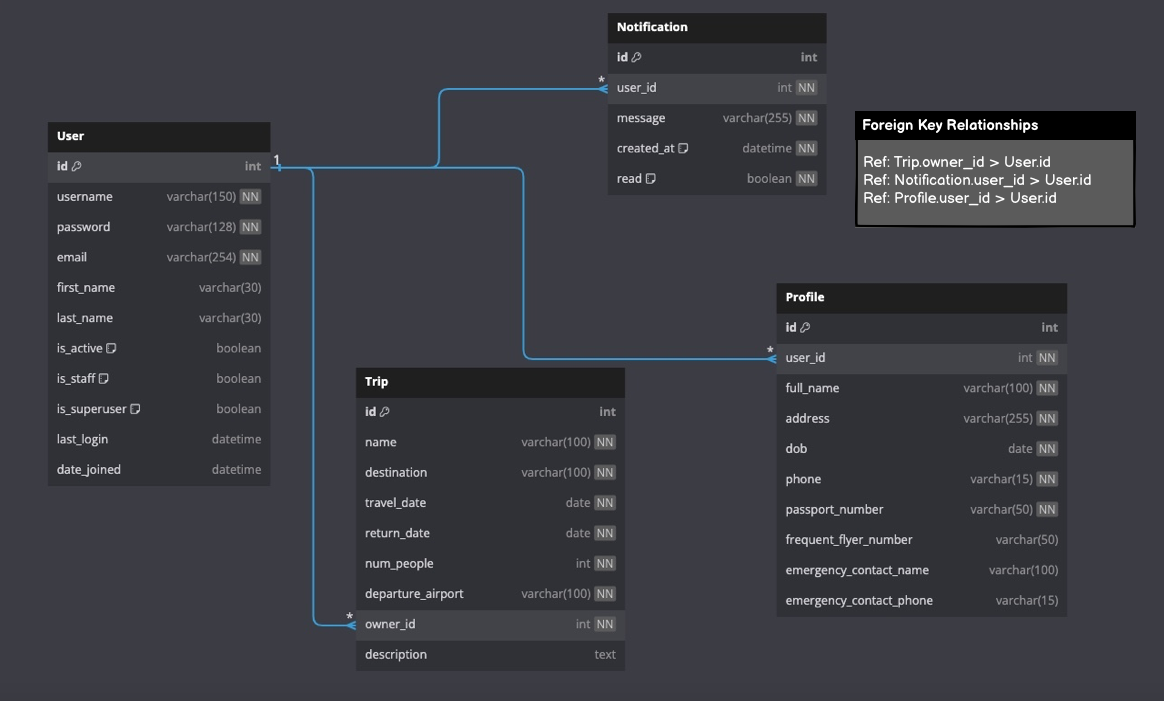 User
id int
username varchar(150) NN
password varchar(128) NN
email varchar(254) NN
first_name varchar(30)
last_name varchar(30)
is_active boolean
is_staff boolean
is_superuser boolean
last_login datetime
date_joined datetime
1
Notification
id int
*
user_id int NN
message varchar(255) NN
created_at datetime NN
read boolean NN
Foreign Key Relationships
Ref: Trip.owner_id > User.id
Ref: Notification.user_id > User.id
Ref: Profile.user_id > User.id
Trip
id int
name varchar(100) NN
destination varchar(100) NN
travel_date date NN
return_date date NN
num_people int NN
departure_airport varchar(100) NN
*
owner_id int NN
description text
Profile
id int
*
user_id int NN
full_name varchar(100) NN
address varchar(255) NN
dob date NN
phone varchar(15) NN
passport_number varchar(50) NN
frequent_flyer_number varchar(50)
emergency_contact_name varchar(100)
emergency_contact_phone varchar(15)